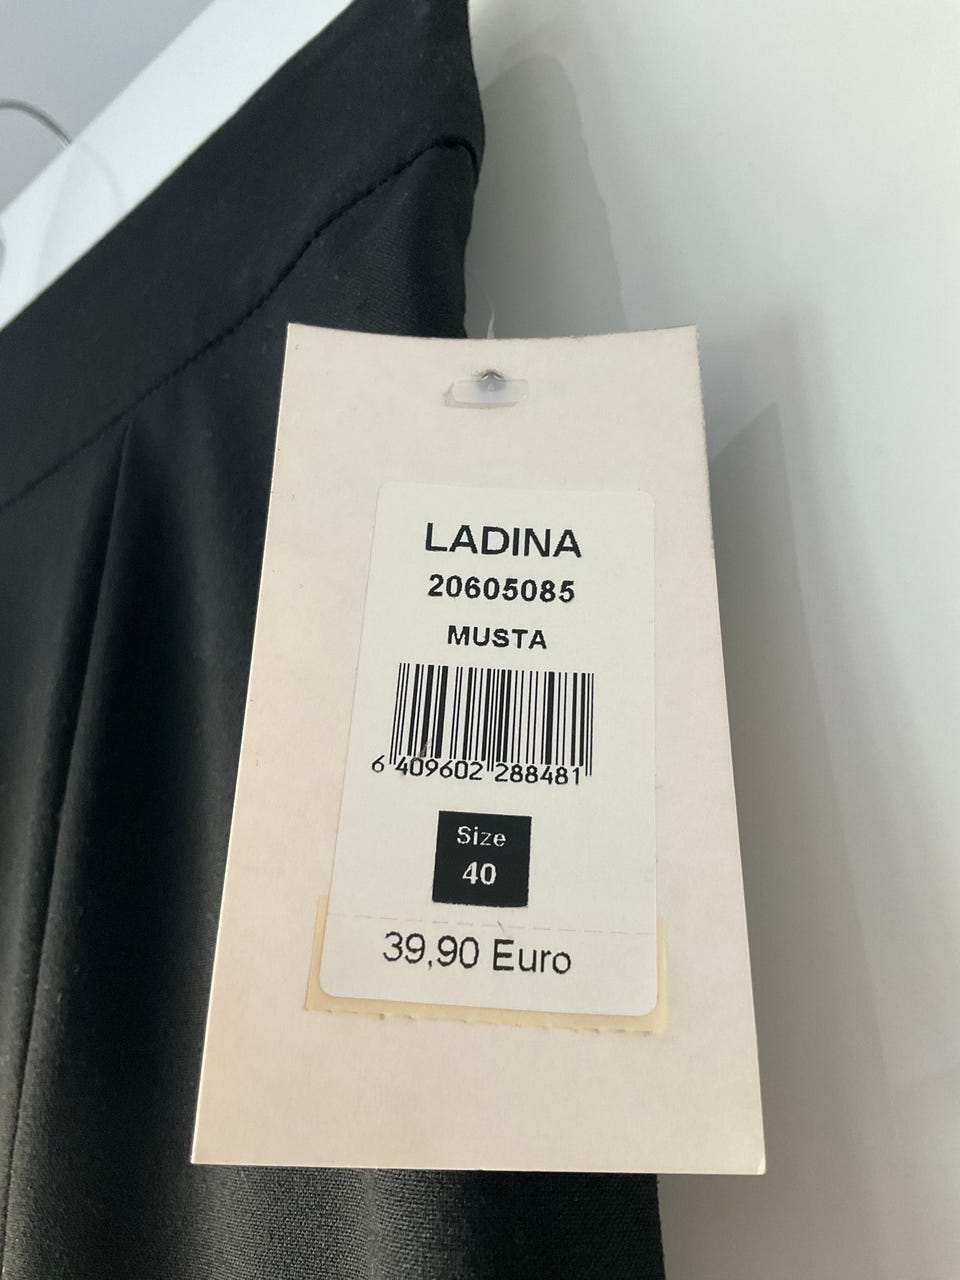 LADINA
20605085
MUSTA
6 409602 288481
Size
40
39,90 Euro